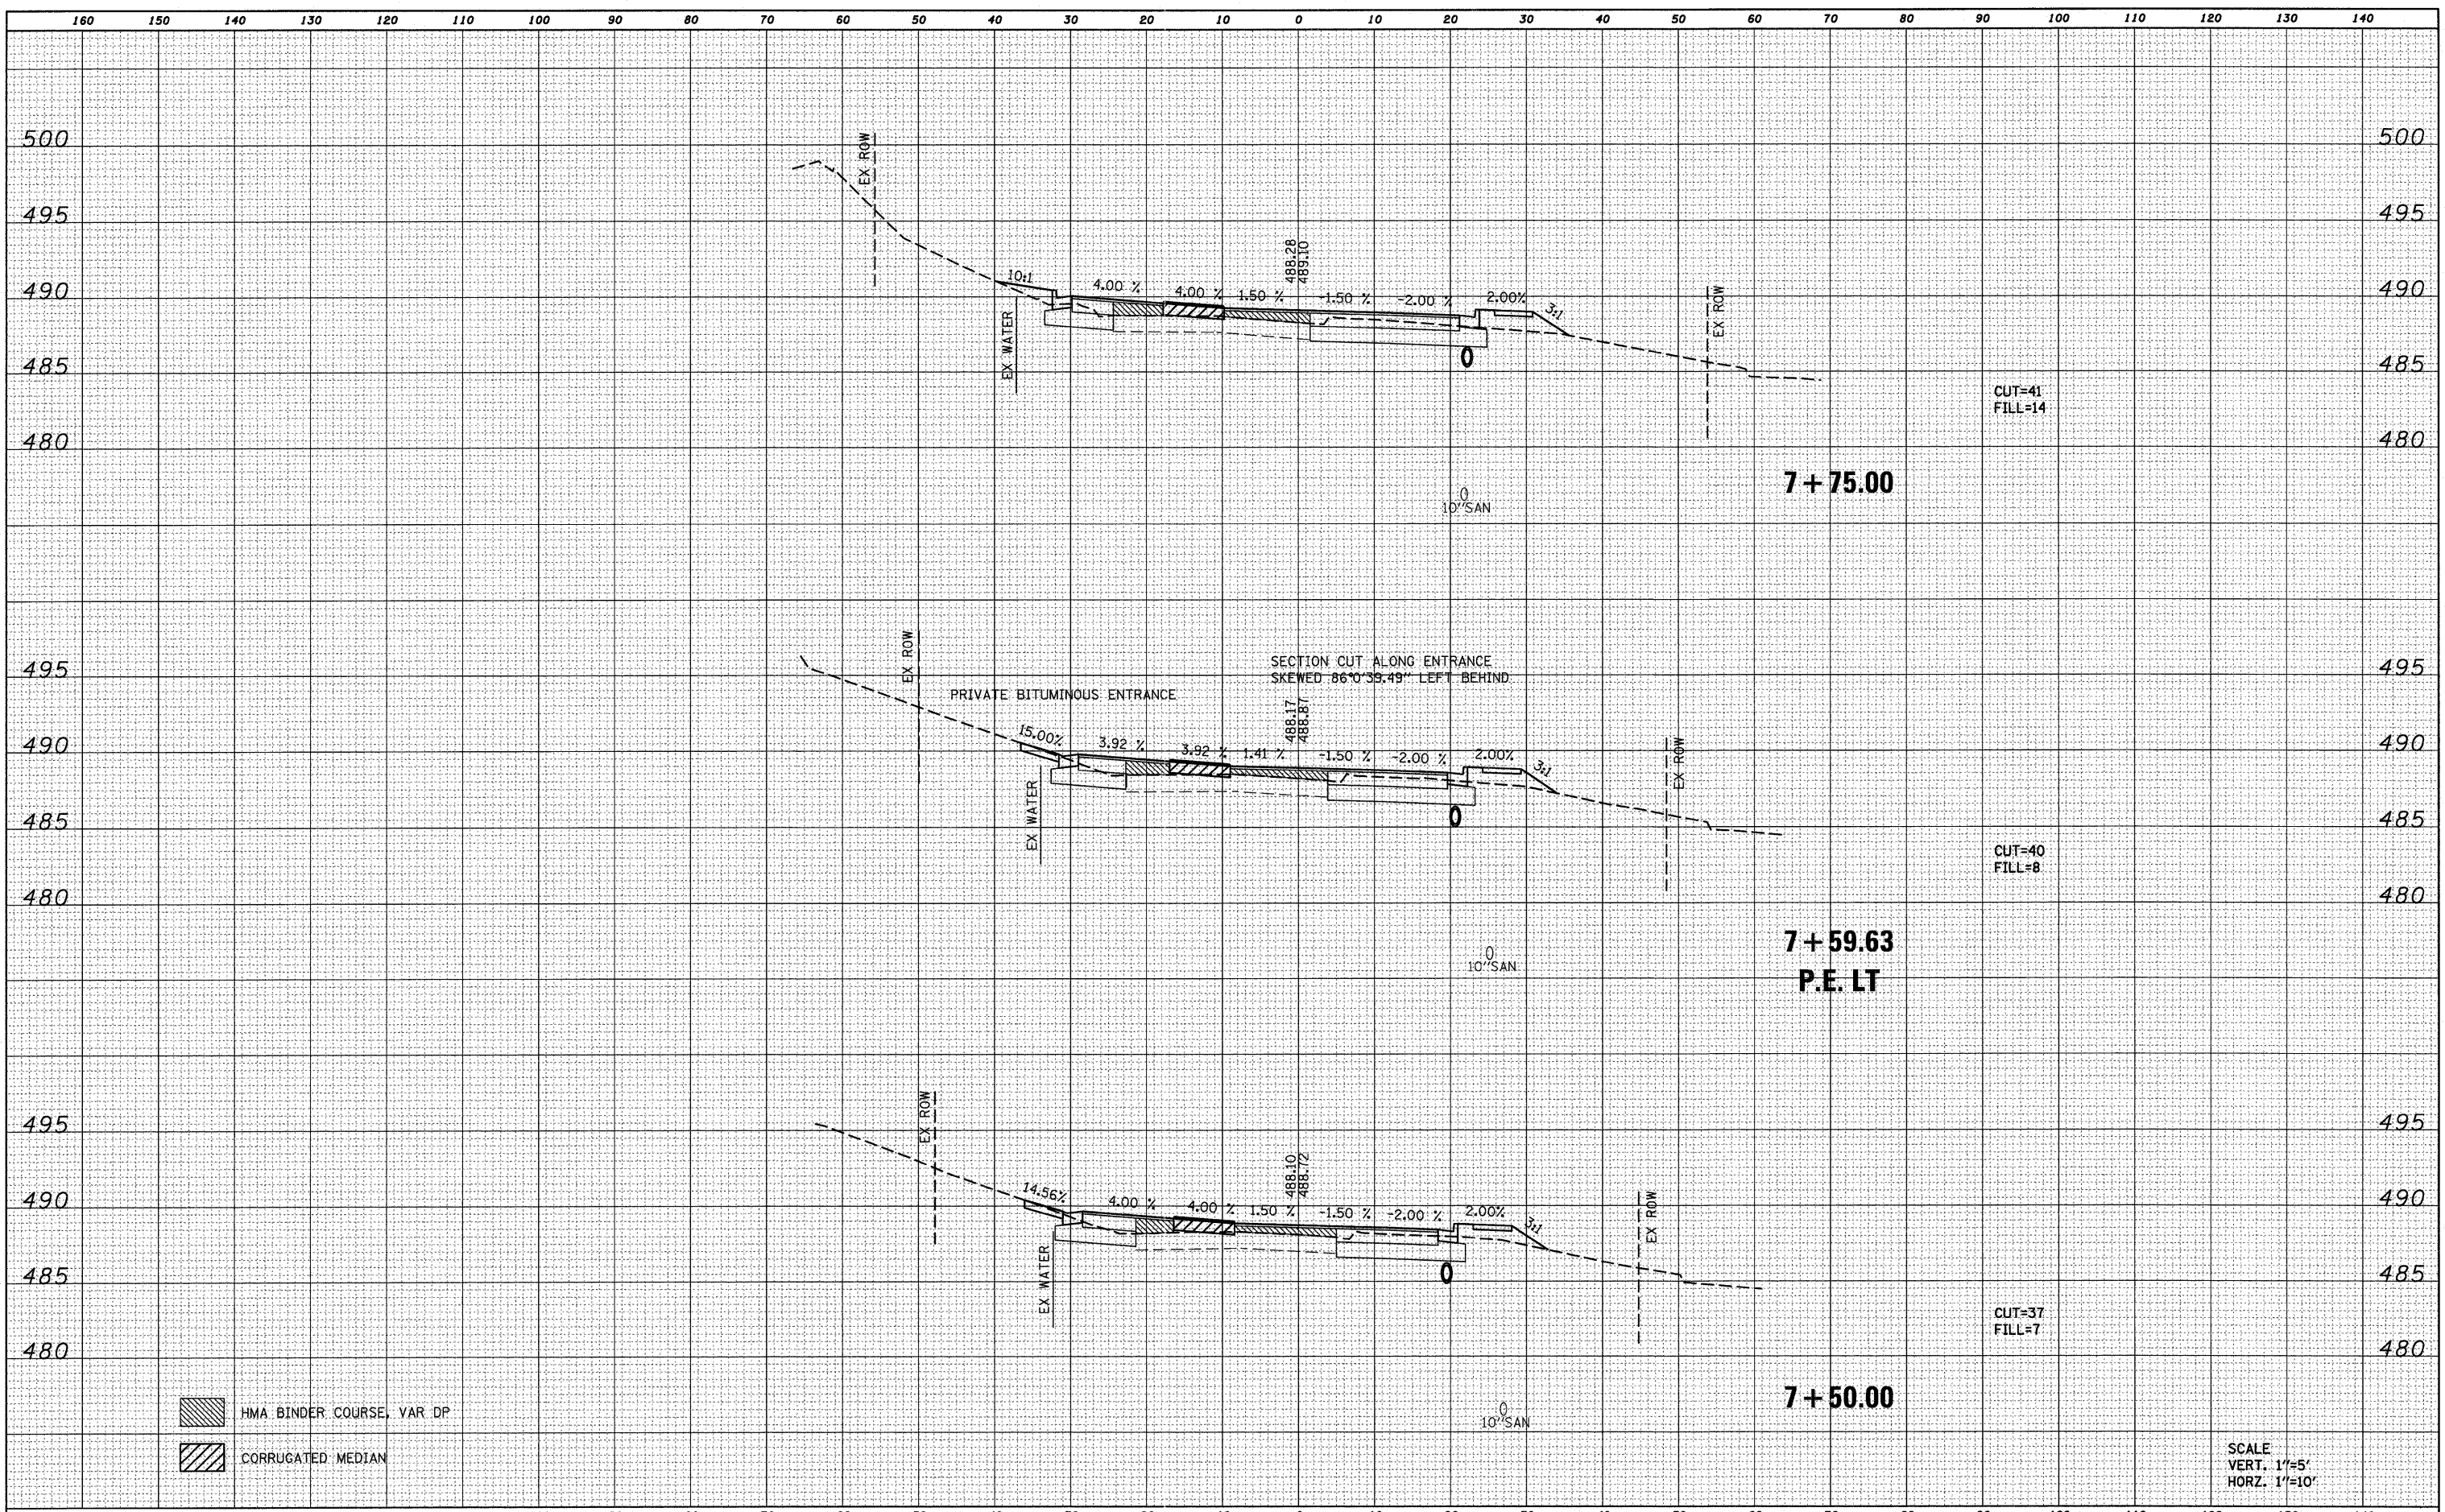 160 150 140 130 120 110 100 90 80 70 60 50 40 30 20 10 0 10 20 30 40 50 60 70 80 90 100 110 120 130 140
500 500
EX ROW
495 495
488.28
489.10
490 490
10:1 4.00 % 4.00 % 1.50 % -1.50 % -2.00 % 2.00% 3:1
EX ROW
EX WATER
485 485
CUT=41
FILL=14
480 480
7+75.00
10"SAN
EX ROW
SECTION CUT ALONG ENTRANCE
SKEWED 86°0'39.49" LEFT BEHIND
495 495
PRIVATE BITUMINOUS ENTRANCE
488.17
488.87
490 490
15.00% 3.92 % 3.92 % 1.41 % -1.50 % -2.00 % 2.00% 3:1
EX ROW
EX WATER
485 485
CUT=40
FILL=8
480 480
7+59.63
P.E. LT
10"SAN
EX ROW
495 495
488.10
488.72
490 490
14.56% 4.00 % 4.00 % 1.50 % -1.50 % -2.00 % 2.00% 3:1
EX ROW
EX WATER
485 485
CUT=37
FILL=7
480 480
7+50.00
10"SAN
HMA BINDER COURSE, VAR DP
CORRUGATED MEDIAN
SCALE
VERT. 1"=5'
HORZ. 1"=10'